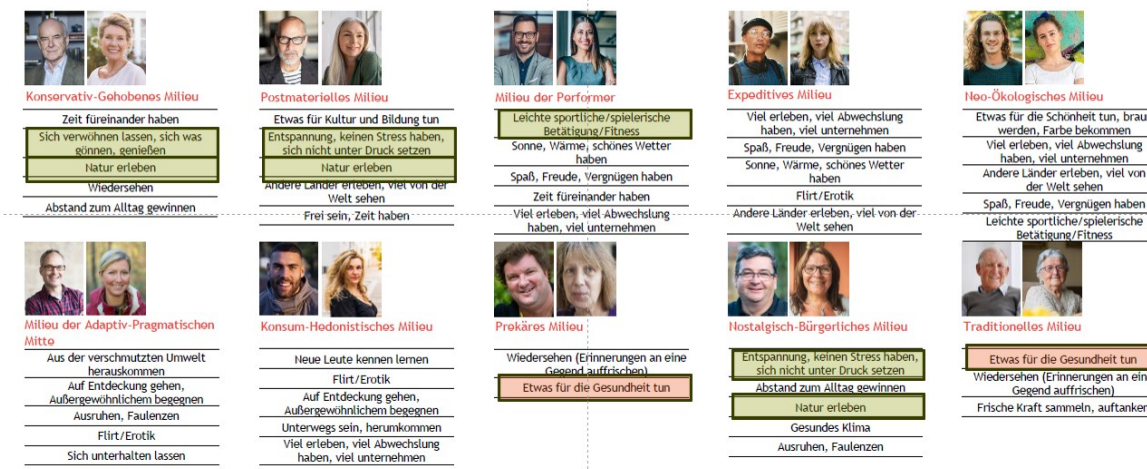 Konservativ-Gehobenes Milieu
Zeit füreinander haben
Sich verwöhnen lassen, sich was
gönnen, genießen
Natur erleben
Wiedersehen
Abstand zum Alltag gewinnen
Postmaterielles Milieu
Etwas für Kultur und Bildung tun
Entspannung, keinen Stress haben,
sich nicht unter Druck setzen
Natur erleben
Andere Länder erleben, viel von der
Welt sehen
Frei sein, Zeit haben
Milieu der Performer
Leichte sportliche/spielerische
Betätigung/Fitness
Sonne, Wärme, schönes Wetter
haben
Spaß, Freude, Vergnügen haben
Zeit füreinander haben
Viel erleben, viel Abwechslung
haben, viel unternehmen
Expeditives Milieu
Viel erleben, viel Abwechslung
haben, viel unternehmen
Spaß, Freude, Vergnügen haben
Sonne, Wärme, schönes Wetter
haben
Flirt/Erotik
Andere Länder erleben, viel von der
Welt sehen
Neo-Ökologisches Milieu
Etwas für die Schönheit tun, brau
werden, Farbe bekommen
Viel erleben, viel Abwechslung
haben, viel unternehmen
Andere Länder erleben, viel von
der Welt sehen
Spaß, Freude, Vergnügen haben
Leichte sportliche/spielerische
Betätigung/Fitness
Milieu der Adaptiv-Pragmatischen
Mitte
Aus der verschmutzten Umwelt
herauskommen
Auf Entdeckung gehen,
Außergewöhnlichem begegnen
Ausruhen, Faulenzen
Flirt/Erotik
Sich unterhalten lassen
Konsum-Hedonistisches Milieu
Neue Leute kennen lernen
Flirt/Erotik
Auf Entdeckung gehen,
Außergewöhnlichem begegnen
Unterwegs sein, herumkommen
Viel erleben, viel Abwechslung
haben, viel unternehmen
Prekäres Milieu
Wiedersehen (Erinnerungen an eine
Gegend auffrischen)
Etwas für die Gesundheit tun
Nostalgisch-Bürgerliches Milieu
Entspannung, keinen Stress haben,
sich nicht unter Druck setzen
Abstand zum Alltag gewinnen
Natur erleben
Gesundes Klima
Ausruhen, Faulenzen
Traditionelles Milieu
Etwas für die Gesundheit tun
Wiedersehen (Erinnerungen an ein
Gegend auffrischen)
Frische Kraft sammeln, auftanken